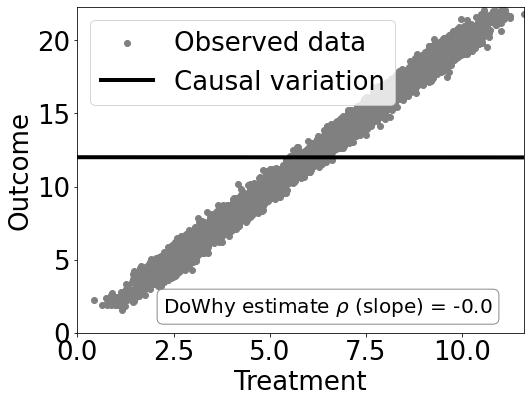 Observed data
Causal variation
20
15
10
5
0
Outcome
DoWhy estimate ρ (slope) = -0.0
0.0 2.5 5.0 7.5 10.0
Treatment